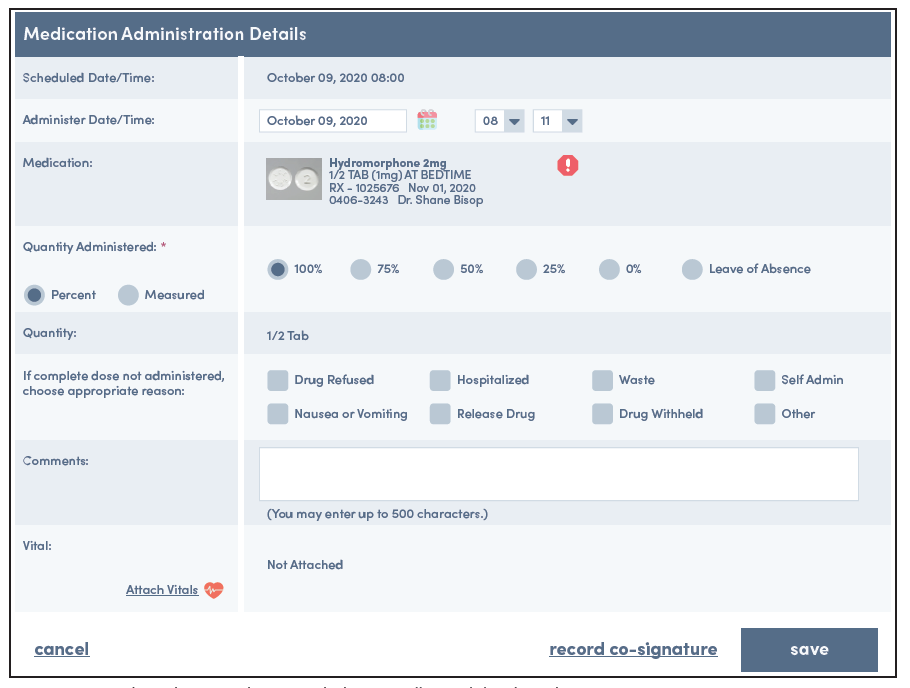 Medication Administration Details
Scheduled Date/Time: October 09, 2020 08:00
Administer Date/Time: October 09, 2020 08 11
Medication: Hydromorphone 2mg
1/2 TAB (1mg) AT BEDTIME
RX - 1025676 Nov 01, 2020
0406-3243 Dr. Shane Bisop
Quantity Administered: *
100% 75% 50% 25% 0% Leave of Absence
Percent Measured
Quantity: 1/2 Tab
If complete dose not administered,
choose appropriate reason:
Drug Refused Hospitalized Waste Self Admin
Nausea or Vomiting Release Drug Drug Withheld Other
Comments:
(You may enter up to 500 characters.)
Vital:
Not Attached
Attach Vitals
cancel record co-signature save